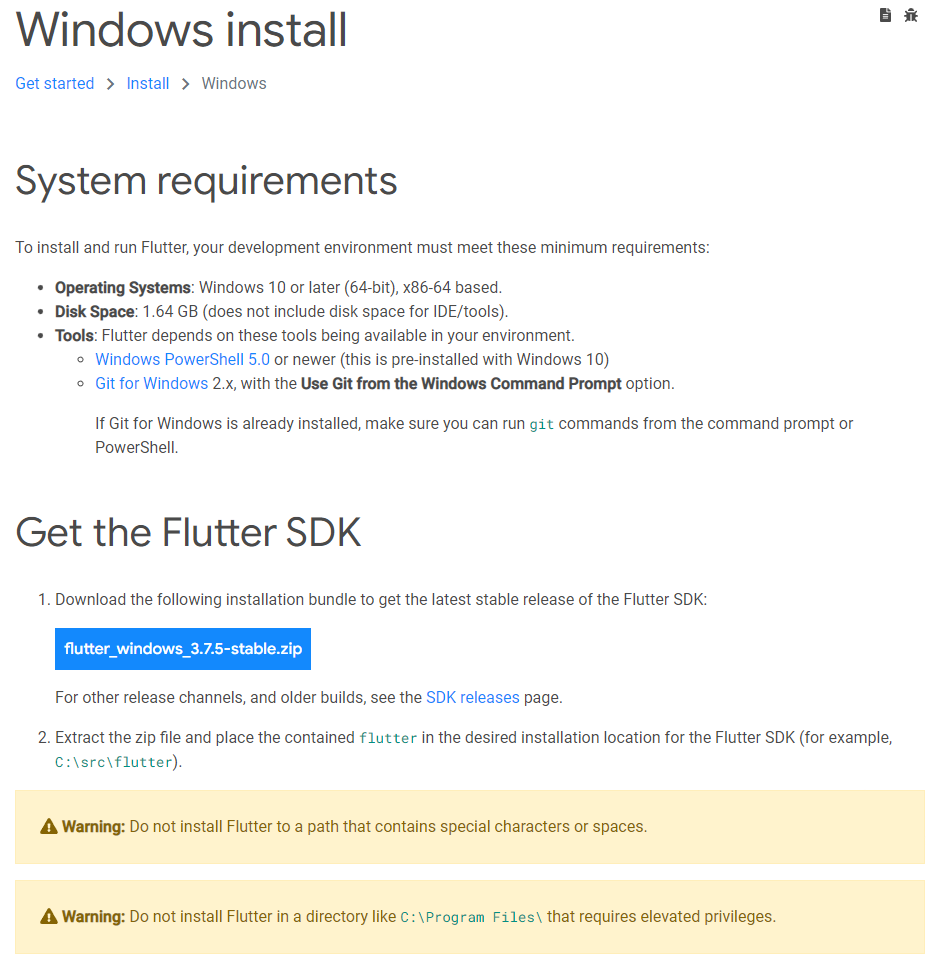 Windows install
Get started > Install > Windows
System requirements
To install and run Flutter, your development environment must meet these minimum requirements:
• Operating Systems: Windows 10 or later (64-bit), x86-64 based.
• Disk Space: 1.64 GB (does not include disk space for IDE/tools).
• Tools: Flutter depends on these tools being available in your environment.
◦ Windows PowerShell 5.0 or newer (this is pre-installed with Windows 10)
◦ Git for Windows 2.x, with the Use Git from the Windows Command Prompt option.
If Git for Windows is already installed, make sure you can run git commands from the command prompt or
PowerShell.
Get the Flutter SDK
1. Download the following installation bundle to get the latest stable release of the Flutter SDK:
flutter_windows_3.7.5-stable.zip
For other release channels, and older builds, see the SDK releases page.
2. Extract the zip file and place the contained flutter in the desired installation location for the Flutter SDK (for example,
C:\src\flutter).
Warning: Do not install Flutter to a path that contains special characters or spaces.
Warning: Do not install Flutter in a directory like C:\Program Files\ that requires elevated privileges.